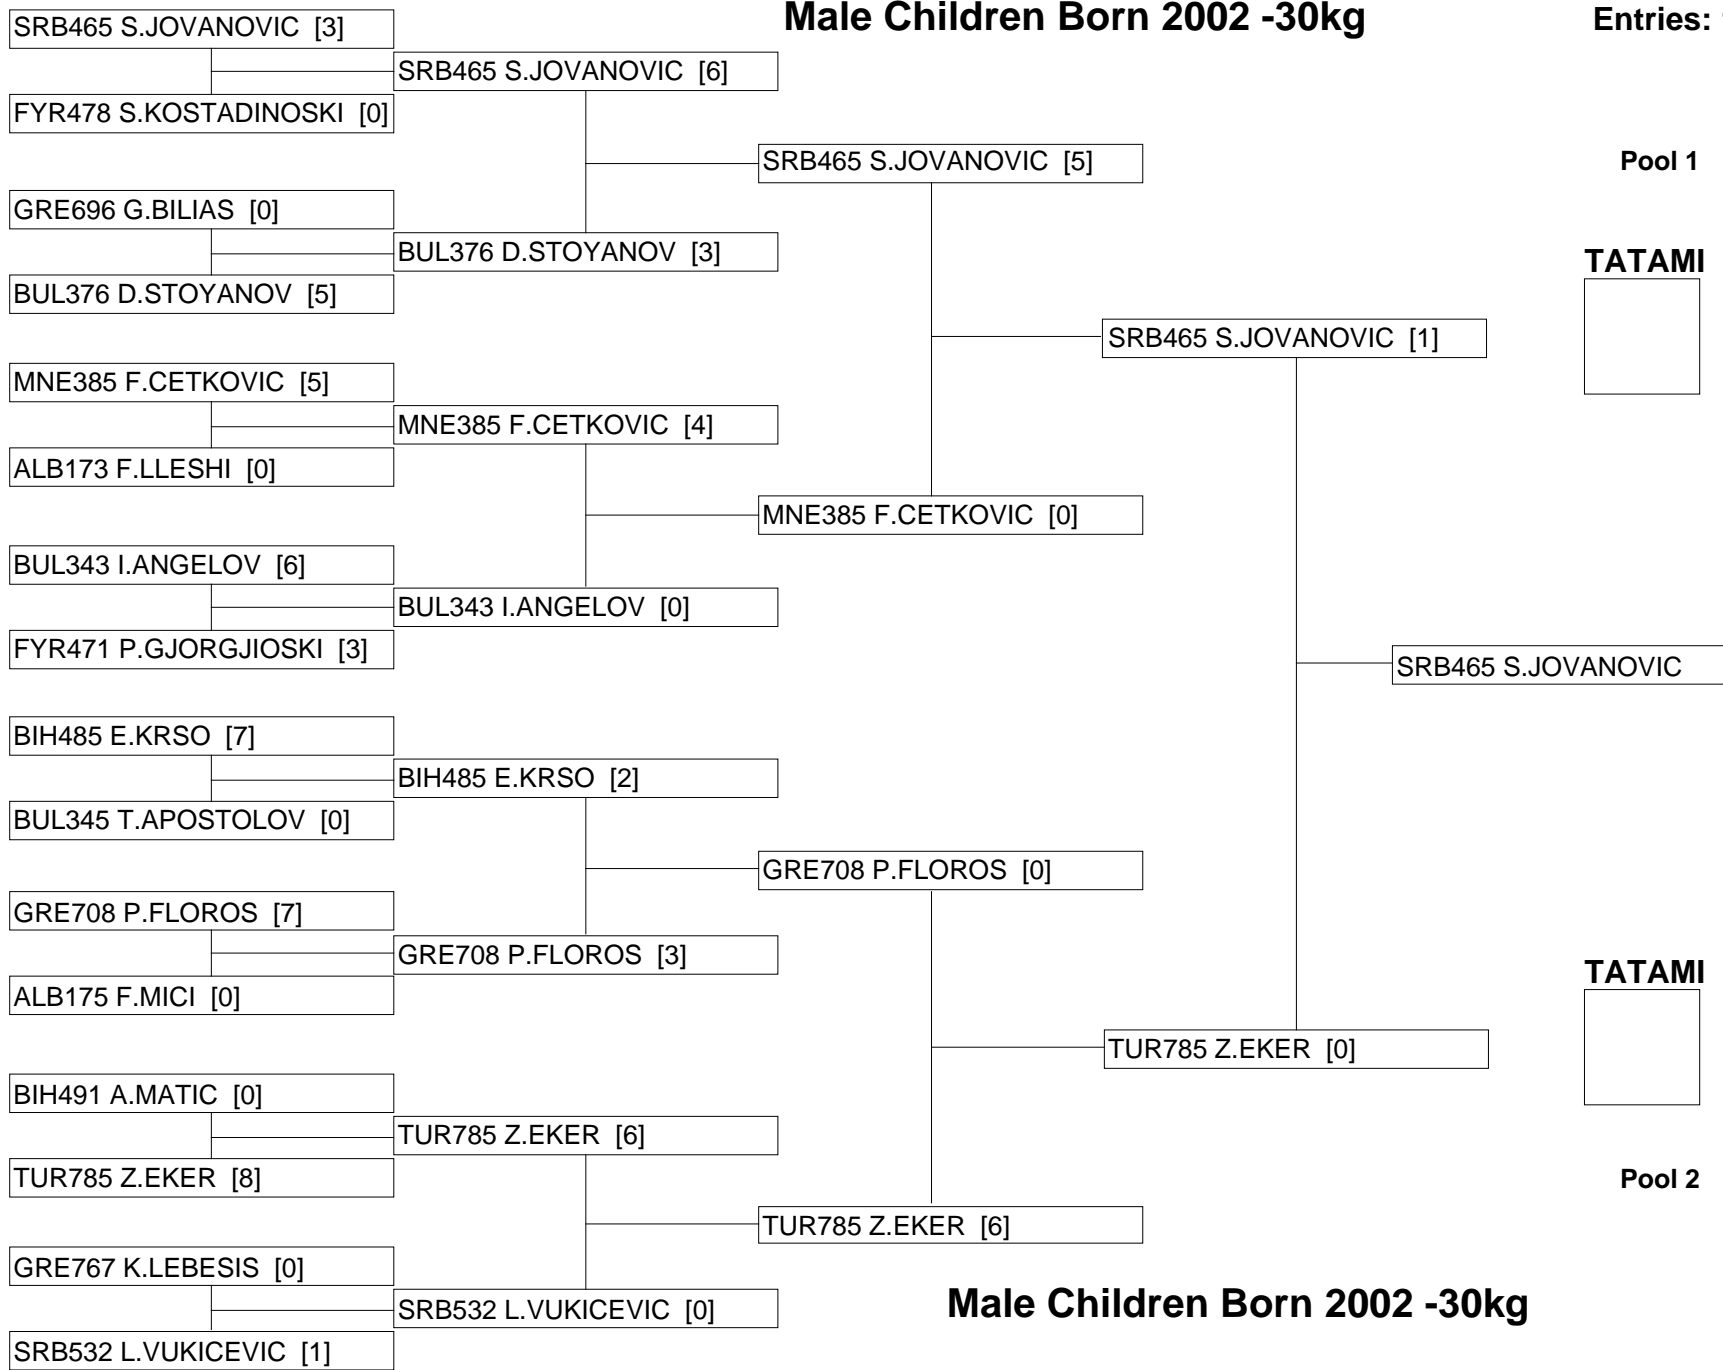 Male Children Born 2002 -30kg
Entries:
SRB465 S.JOVANOVIC [3]
SRB465 S.JOVANOVIC [6]
FYR478 S.KOSTADINOSKI [0]
SRB465 S.JOVANOVIC [5]
Pool 1
GRE696 G.BILIAS [0]
BUL376 D.STOYANOV [3]
TATAMI
BUL376 D.STOYANOV [5]
SRB465 S.JOVANOVIC [1]
MNE385 F.CETKOVIC [5]
MNE385 F.CETKOVIC [4]
ALB173 F.LLESHI [0]
MNE385 F.CETKOVIC [0]
BUL343 I.ANGELOV [6]
BUL343 I.ANGELOV [0]
FYR471 P.GJORGJIOSKI [3]
SRB465 S.JOVANOVIC
BIH485 E.KRSO [7]
BIH485 E.KRSO [2]
BUL345 T.APOSTOLOV [0]
GRE708 P.FLOROS [0]
GRE708 P.FLOROS [7]
GRE708 P.FLOROS [3]
TATAMI
ALB175 F.MICI [0]
TUR785 Z.EKER [0]
BIH491 A.MATIC [0]
TUR785 Z.EKER [6]
TUR785 Z.EKER [8]
Pool 2
TUR785 Z.EKER [6]
GRE767 K.LEBESIS [0]
SRB532 L.VUKICEVIC [0]
Male Children Born 2002 -30kg
SRB532 L.VUKICEVIC [1]